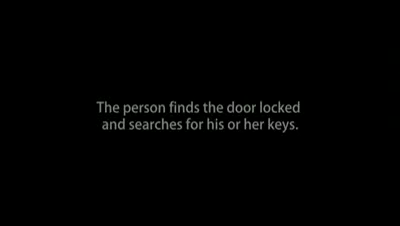 The person finds the door locked
and searches for his or her keys.